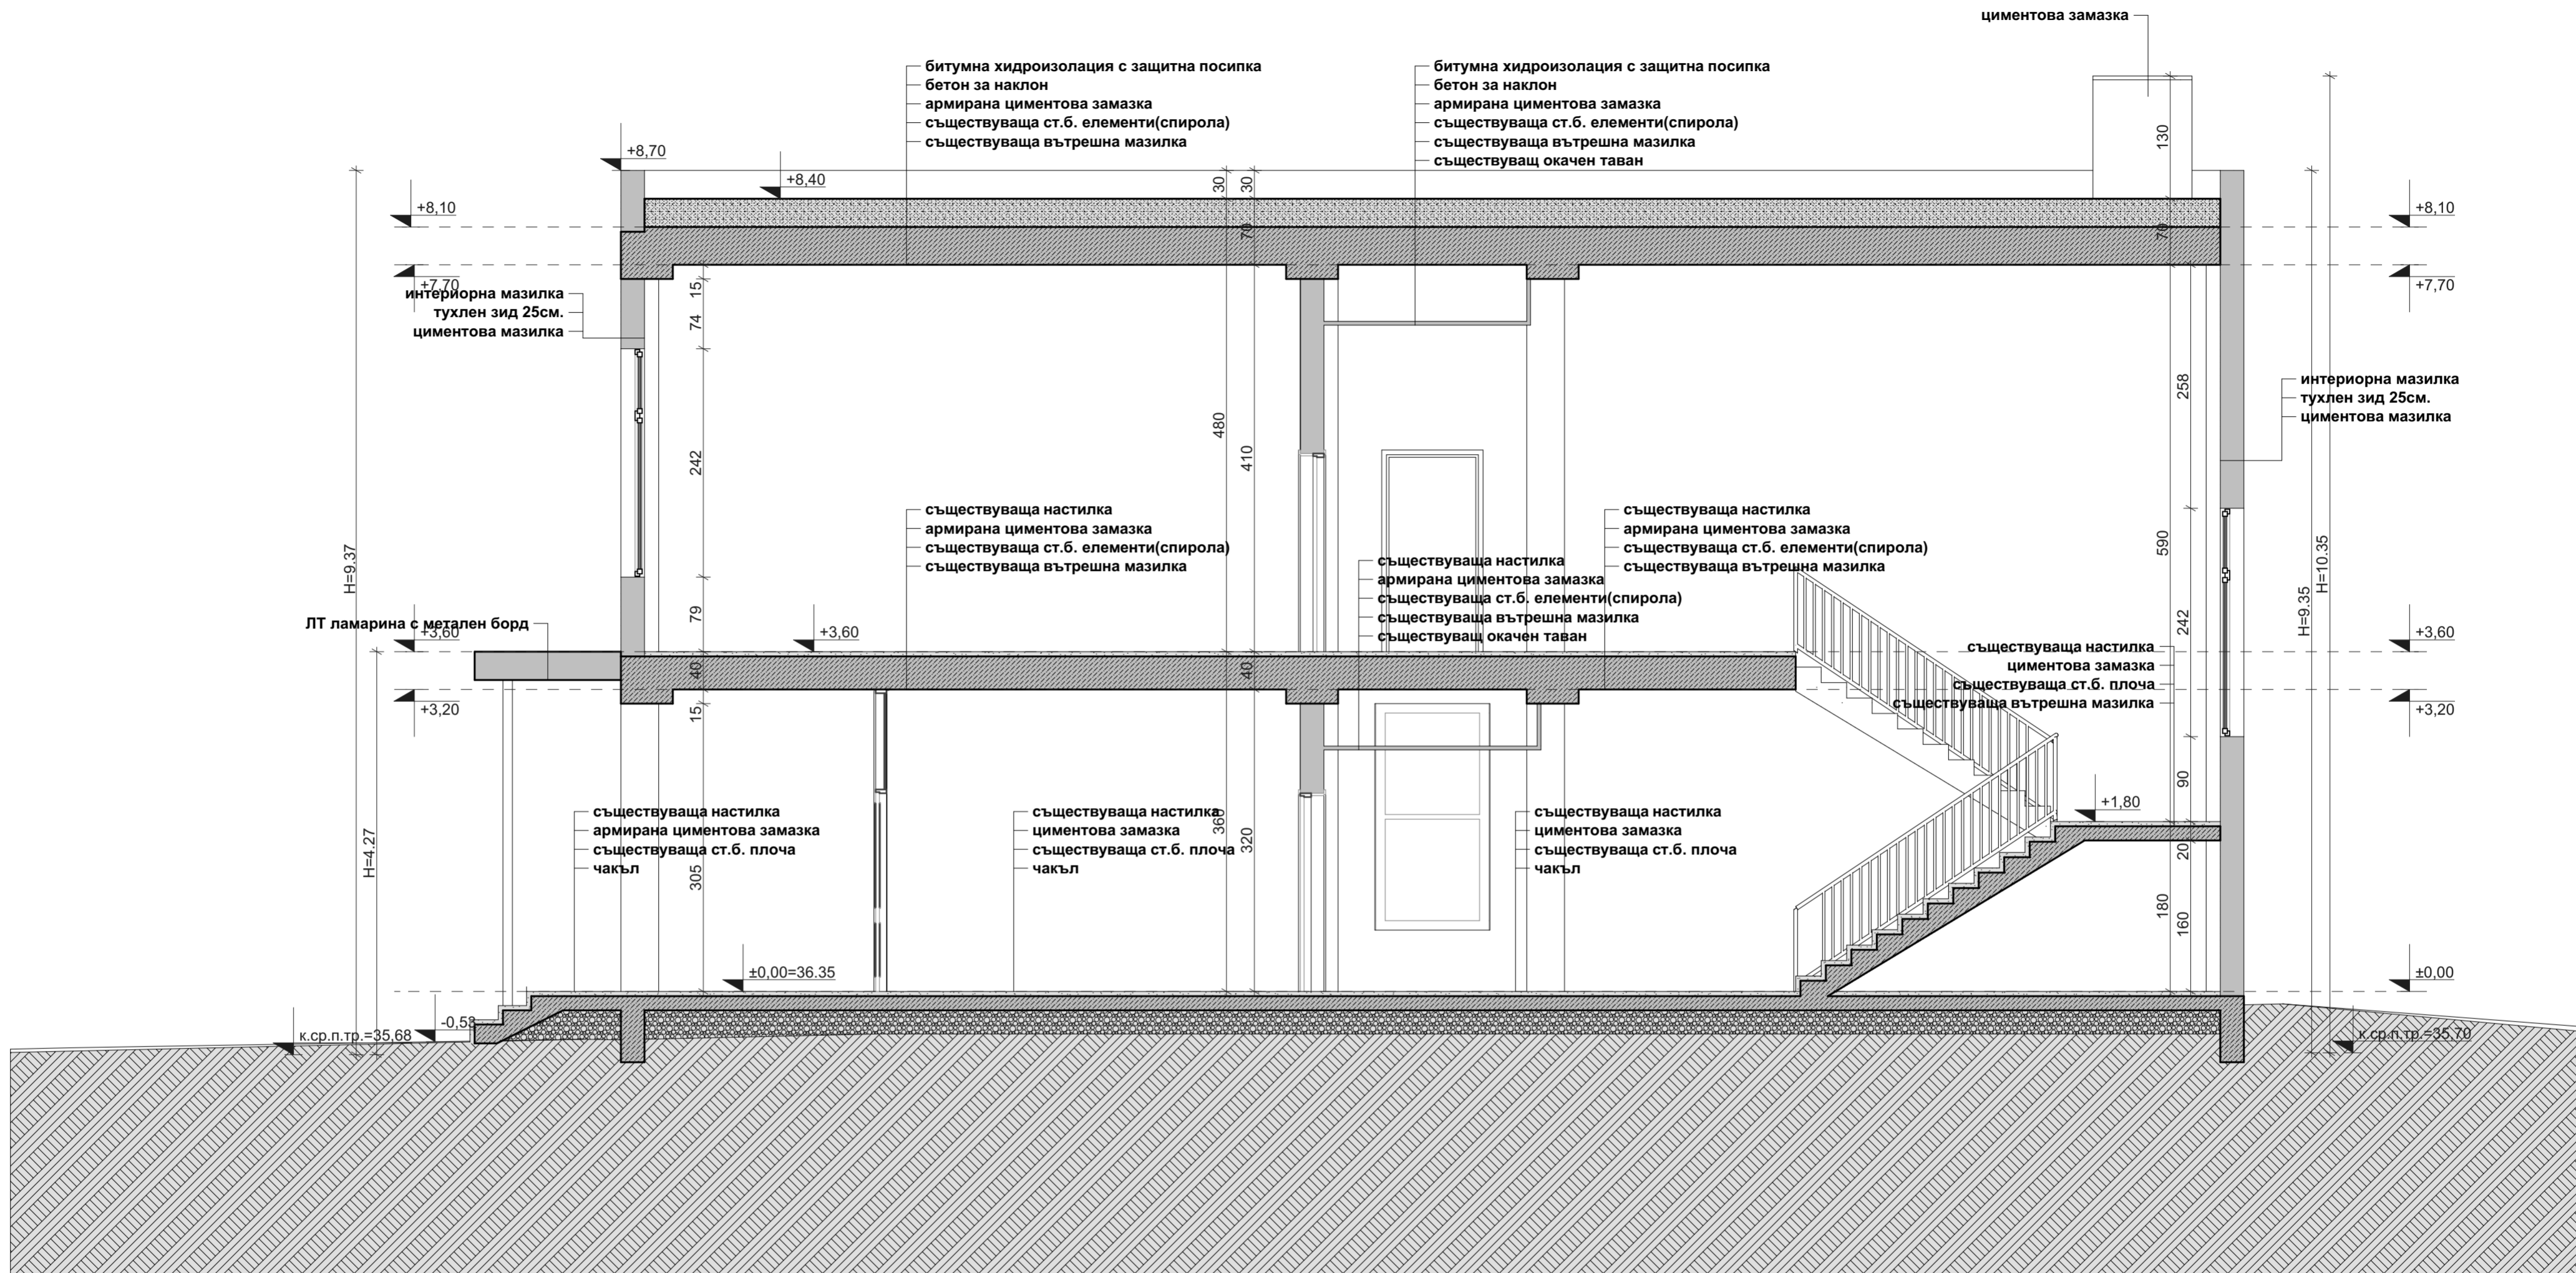 циментова замазка
битумна хидроизолация с защитна посипка
бетон за наклон
армирана циментова замазка
съществуваща ст.б. елементи(спирола)
съществуваща вътрешна мазилка
битумна хидроизолация с защитна посипка
бетон за наклон
армирана циментова замазка
съществуваща ст.б. елементи(спирола)
съществуваща вътрешна мазилка
съществуващ окачен таван
130
+8,70
+8,40
30
30
+8,10
+8,10
70
70
+7,70
+7,70
интериорна мазилка
тухлен зид 25см.
циментова мазилка
15
74
242
79
480
410
258
590
242
интериорна мазилка
тухлен зид 25см.
циментова мазилка
H=9.37
H=9.35
H=10.35
съществуваща настилка
армирана циментова замазка
съществуваща ст.б. елементи(спирола)
съществуваща вътрешна мазилка
съществуваща настилка
армирана циментова замазка
съществуваща ст.б. елементи(спирола)
съществуваща вътрешна мазилка
съществуващ окачен таван
съществуваща настилка
армирана циментова замазка
съществуваща ст.б. елементи(спирола)
съществуваща вътрешна мазилка
ЛТ ламарина с метален борд
+3,60
+3,60
+3,60
съществуваща настилка
циментова замазка
съществуваща ст.б. плоча
съществуваща вътрешна мазилка
40
40
+3,20
+3,20
15
90
+1,80
H=4.27
съществуваща настилка
армирана циментова замазка
съществуваща ст.б. плоча
чакъл
305
съществуваща настилка
циментова замазка
съществуваща ст.б. плоча
чакъл
360
320
съществуваща настилка
циментова замазка
съществуваща ст.б. плоча
чакъл
20
180
160
±0,00=36.35
±0,00
-0,53
к.ср.п.тр.=35,68
к.ср.п.тр.=35,70